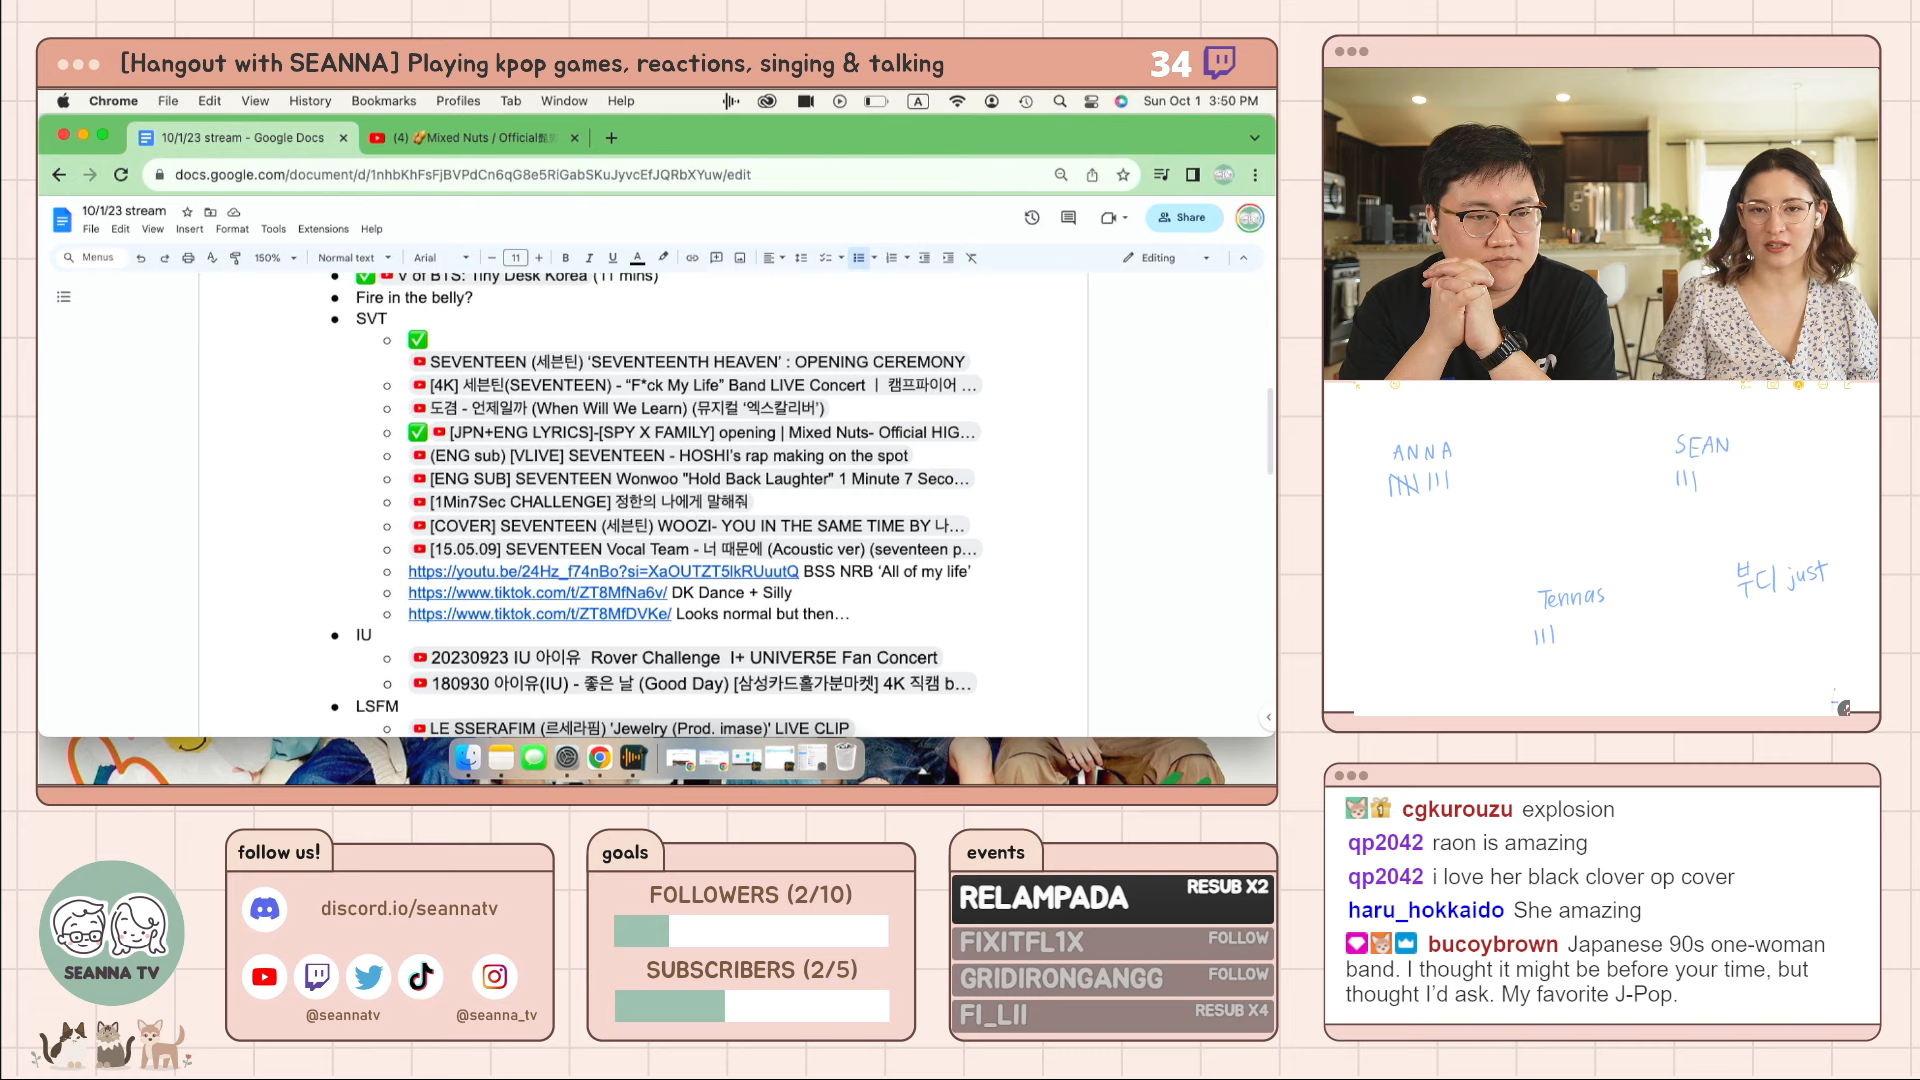 [Hangout with SEANNA] Playing kpop games, reactions, singing & talking
34
Chrome File Edit View History Bookmarks Profiles Tab Window Help
A
Sun Oct 1 3:50 PM
10/1/23 stream - Google Docs
(4) Mixed Nuts / Official
docs.google.com/document/d/1nhbKhFsFjBVPdCn6qG8e5RiGabSKuJyvcEfJQRbXYuw/edit
10/1/23 stream
File Edit View Insert Format Tools Extensions Help
Share
Menus
150%
Normal text
Arial
11
B I U A
Editing
V of BTS: Tiny Desk Korea (11 mins)
Fire in the belly?
SVT
SEVENTEEN (세븐틴) ‘SEVENTEENTH HEAVEN’ : OPENING CEREMONY
[4K] 세븐틴(SEVENTEEN) - “F*ck My Life” Band LIVE Concert ㅣ 캠프파이어 …
도겸 - 언제일까 (When Will We Learn) (뮤지컬 ‘엑스칼리버’)
[JPN+ENG LYRICS]-[SPY X FAMILY] opening | Mixed Nuts- Official HIG…
(ENG sub) [VLIVE] SEVENTEEN - HOSHI’s rap making on the spot
[ENG SUB] SEVENTEEN Wonwoo "Hold Back Laughter" 1 Minute 7 Seco…
[1Min7Sec CHALLENGE] 정한의 나에게 말해줘
[COVER] SEVENTEEN (세븐틴) WOOZI- YOU IN THE SAME TIME BY 나…
[15.05.09] SEVENTEEN Vocal Team - 너 때문에 (Acoustic ver) (seventeen p…
https://youtu.be/24Hz_f74nBo?si=XaOUTZT5lkRUuutQ BSS NRB ‘All of my life’
https://www.tiktok.com/t/ZT8MfNa6v/ DK Dance + Silly
https://www.tiktok.com/t/ZT8MfDVKe/ Looks normal but then…
IU
20230923 IU 아이유 Rover Challenge I+ UNIVER5E Fan Concert
180930 아이유(IU) - 좋은 날 (Good Day) [삼성카드홀가분마켓] 4K 직캠 b…
LSFM
LE SSERAFIM (르세라핌) 'Jewelry (Prod. imase)' LIVE CLIP
ANNA
SEAN
Tennas
부디 just
follow us!
discord.io/seannatv
@seannatv
@seanna_tv
SEANNA TV
goals
FOLLOWERS (2/10)
SUBSCRIBERS (2/5)
events
RELAMPADA RESUB X2
FIXITFL1X FOLLOW
GRIDIRONGANGG FOLLOW
FI_LII RESUB X4
cgkurouzu explosion
qp2042 raon is amazing
qp2042 i love her black clover op cover
haru_hokkaido She amazing
bucoybrown Japanese 90s one-woman
band. I thought it might be before your time, but
thought I’d ask. My favorite J-Pop.